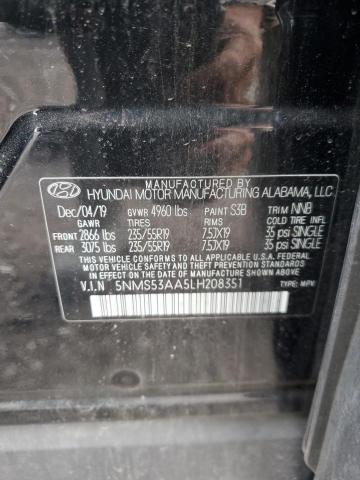 MANUFACTURED BY
HYUNDAI MOTOR MANUFACTURING ALABAMA, LLC
Dec/04/19 GVWR 4960 lbs PAINT S3B TRIM NNB
GAWR TIRES RIMS COLD TIRE INFO
FRONT 2866 lbs 235/55R19 7.5JX19 35 psi SINGLE
REAR 3075 lbs 235/55R19 7.5JX19 35 psi SINGLE
THIS VEHICLE CONFORMS TO ALL APPLICABLE U.S.A. FEDERAL
MOTOR VEHICLE SAFETY, BUMPER, AND THEFT PREVENTION STANDARDS
IN EFFECT ON THE DATE OF MANUFACTURE SHOWN ABOVE.
V.I.N 5NMS53AA5LH208351
TYPE: MPV